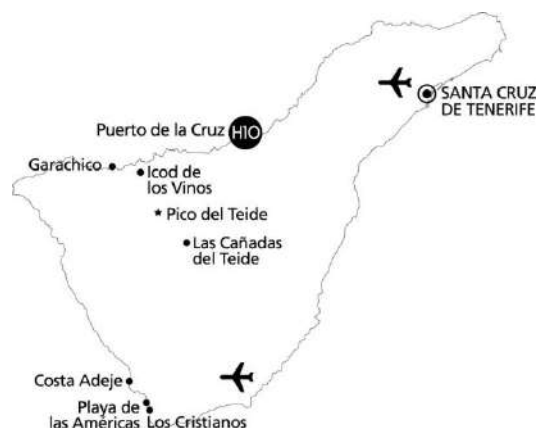 SANTA CRUZ
DE TENERIFE
Puerto de la Cruz
H10
Garachico
Icod de
los Vinos
Pico del Teide
Las Cañadas
del Teide
Costa Adeje
Playa de
las Américas
Los Cristianos